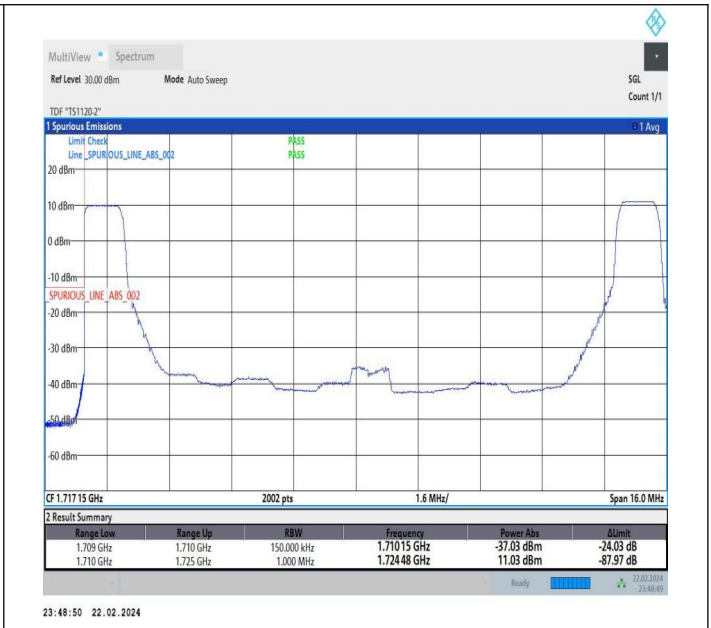 R S
MultiView Spectrum
Ref Level 30.00 dBm Mode Auto Sweep SGL
Count 1/1
TDF "TS1120-2"
1 Spurious Emissions 1 Avg
Limit Check PASS
Line _SPURIOUS_LINE_ABS_002 PASS
20 dBm
10 dBm
0 dBm
-10 dBm
_SPURIOUS_LINE_ABS_002
-20 dBm
-30 dBm
-40 dBm
-50 dBm
-60 dBm
CF 1.717 15 GHz 2002 pts 1.6 MHz/ Span 16.0 MHz
2 Result Summary
Range Low Range Up RBW Frequency Power Abs ΔLimit
1.709 GHz 1.710 GHz 150.000 kHz 1.710 15 GHz -37.03 dBm -24.03 dB
1.710 GHz 1.725 GHz 1.000 MHz 1.724 48 GHz 11.03 dBm -87.97 dB
Ready 22.02.2024
23:48:49
23:48:50 22.02.2024